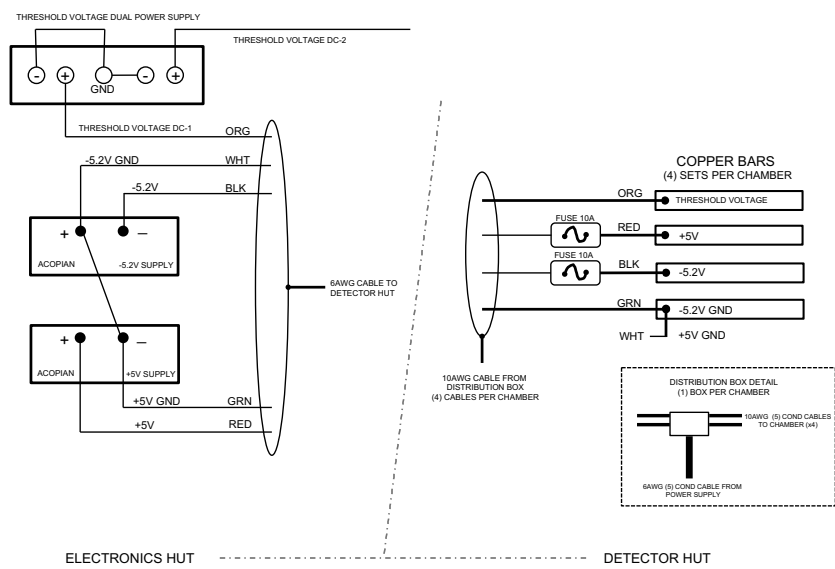 THRESHOLD VOLTAGE DUAL POWER SUPPLY
THRESHOLD VOLTAGE DC-2
- + - +
GND
THRESHOLD VOLTAGE DC-1 ORG
-5.2V GND WHT
-5.2V BLK
+ –
ACOPIAN -5.2V SUPPLY
6AWG CABLE TO
DETECTOR HUT
+ –
ACOPIAN +5V SUPPLY
+5V GND GRN
+5V RED
ELECTRONICS HUT
COPPER BARS
(4) SETS PER CHAMBER
ORG THRESHOLD VOLTAGE
FUSE 10A
RED +5V
FUSE 10A
BLK -5.2V
GRN -5.2V GND
WHT +5V GND
10AWG CABLE FROM
DISTRIBUTION BOX
(4) CABLES PER CHAMBER
DISTRIBUTION BOX DETAIL
(1) BOX PER CHAMBER
10AWG (5) COND CABLES
TO CHAMBER (x4)
6AWG (5) COND CABLE FROM
POWER SUPPLY
DETECTOR HUT